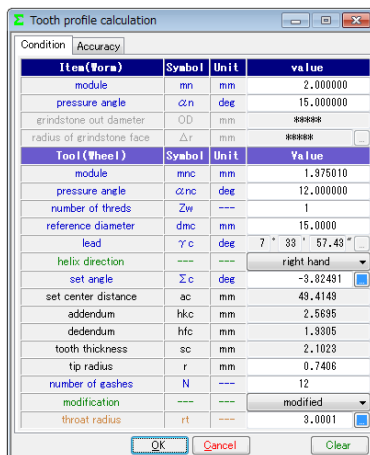 Σ Tooth profile calculation
Condition Accuracy
Item(Worm) Symbol Unit value
module mn mm 2.000000
pressure angle αn deg 15.000000
grindstone out dameter OD mm *****
radius of grindstone face Δr mm ***** ...
Tool(Wheel) Symbol Unit Value
module mnc mm 1.975010
pressure angle αnc deg 12.000000
number of threds Zw --- 1
reference diameter dmc mm 15.0000
lead γc deg 7 ° 33 ' 57.43 " ...
helix direction --- --- right hand
set angle Σc deg -3.82491
set center distance ac mm 49.4149
addendum hkc mm 2.5695
dedendum hfc mm 1.9305
tooth thickness sc mm 2.1023
tip radius r mm 0.7406
number of gashes N --- 12
modification --- --- modified
throat radius rt mm 3.0001
OK Cancel Clear